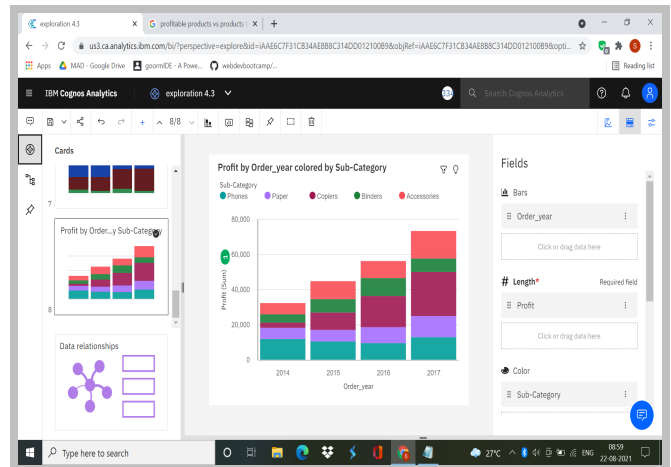 exploration 4.3
profitable products vs products
us3.ca.analytics.ibm.com/bi/?perspective=explore&id=iAAE6C7F31CB34AE8B8C314DD012100B9&objRef=iAAE6C7F31CB34AE8B8C314DD012100B9&opti...
Apps MAD - Google Drive goormIDE - A Powe... webdevbootcamp/... Reading list
IBM Cognos Analytics exploration 4.3 Search Cognos Analytics
8/8
Cards
7
Profit by Order...y Sub-Category
8
Data relationships
Profit by Order_year colored by Sub-Category
Sub-Category
Phones Paper Copiers Binders Accessories
80,000
60,000
40,000
20,000
0
Profit (Sum)
1
2014 2015 2016 2017
Order_year
Fields
Bars
Order_year
Click or drag data here
# Length* Required field
Profit
Click or drag data here
Color
Sub-Category
Type here to search
27°C ENG 08:59
22-08-2021